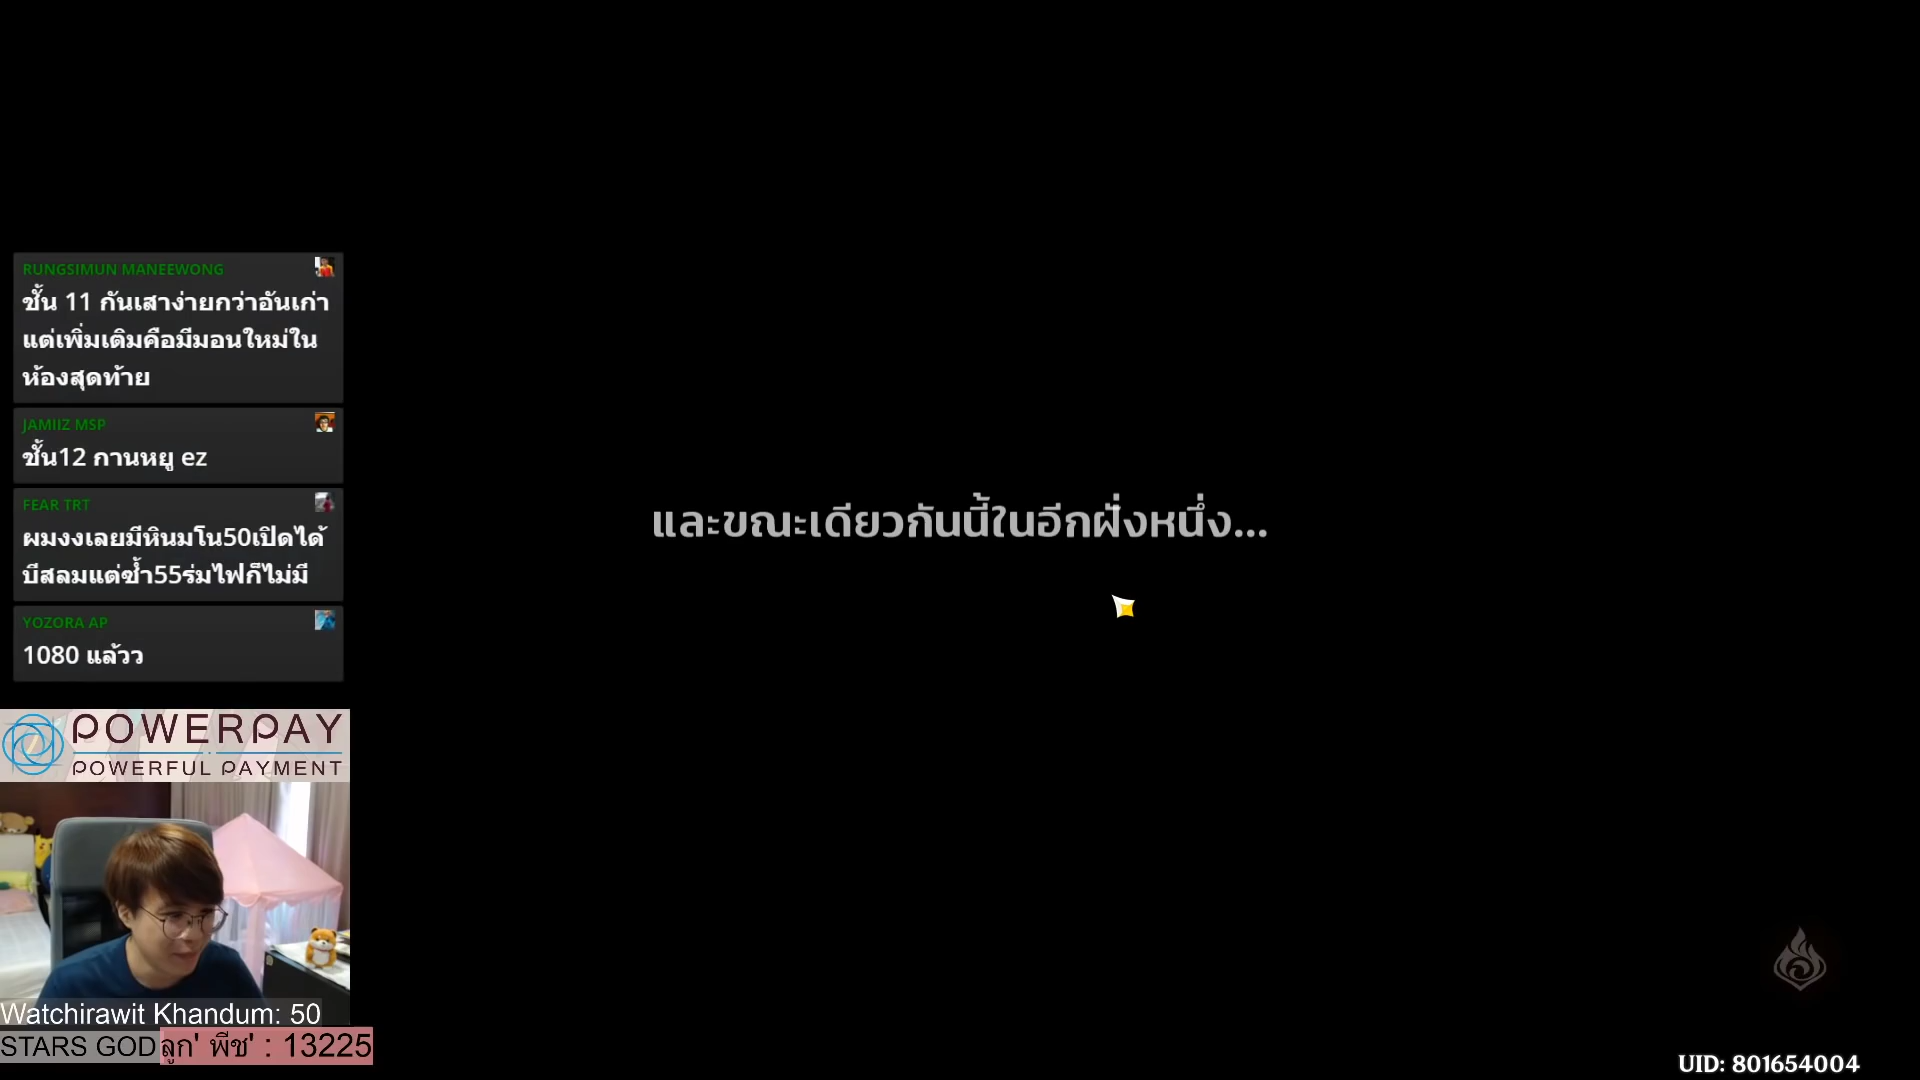 RUNGSIMUN MANEEWONG
ชั้น 11 กันเสาง่ายกว่าอันเก่า
แต่เพิ่มเติมคือมีมอนใหม่ใน
ห้องสุดท้าย
JAMIIZ MSP
ชั้น12 กานหยู ez
FEAR TRT
ผมงงเลยมีหินมโน50เปิดได้
บีสลมแต่ซ้ำ55ร่มไฟก็ไม่มี
YOZORA AP
1080 แล้วว
และขณะเดียวกันนี้ในอีกฝั่งหนึ่ง...
POWERPAY
POWERFUL PAYMENT
Watchirawit Khandum: 50
STARS GOD ลูก' พีช' : 13225
UID: 801654004